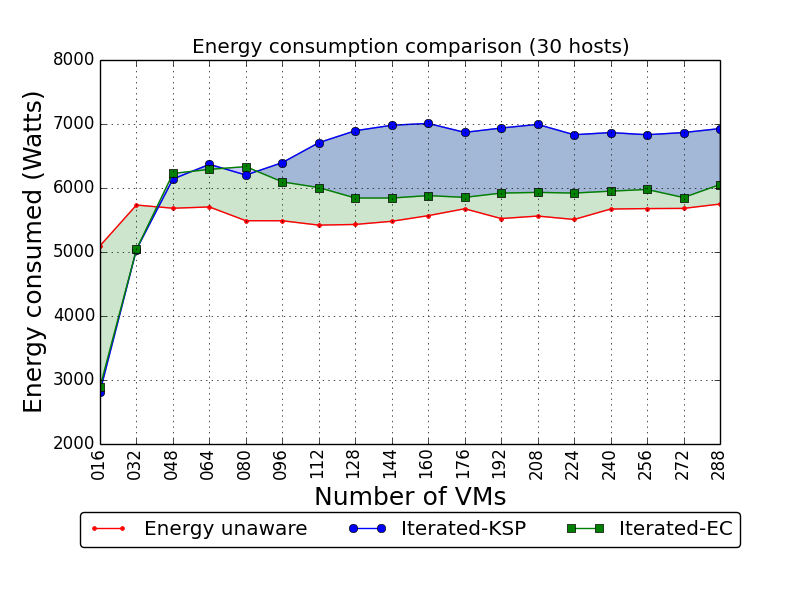 Energy consumption comparison (30 hosts)
8000
7000
6000
5000
4000
3000
2000
Energy consumed (Watts)
016 032 048 064 080 096 112 128 144 160 176 192 208 224 240 256 272 288
Number of VMs
Energy unaware Iterated-KSP Iterated-EC